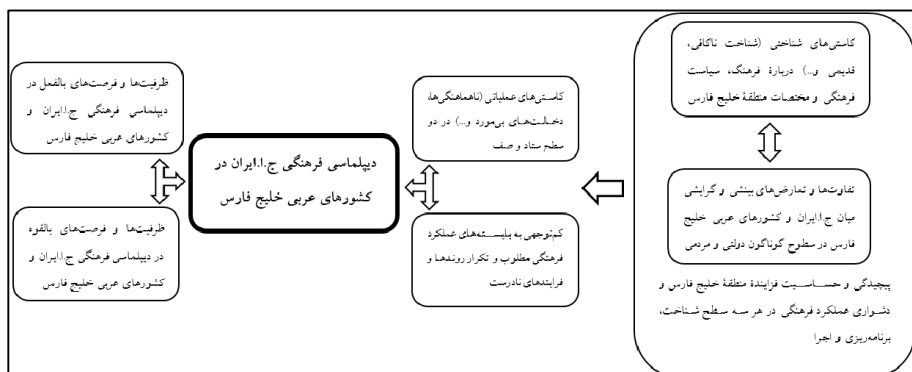 کاستی‌های شناختی (شناخت ناکافی،
قدیمی و...) دربارهٔ فرهنگ، سیاست
فرهنگی و مختصات منطقهٔ خلیج فارس
تفاوت‌ها و تعارض‌های بینشی و گرایشی
میان ج.ا.ایران و کشورهای عربی خلیج
فارس در سطوح گوناگون دولتی و مردمی
پیچیدگی و حساسیت فزایندهٔ منطقهٔ خلیج فارس و
دشواری عملکرد فرهنگی در هر سه سطح شناخت،
برنامه‌ریزی و اجرا
کاستی‌های عملیاتی (ناهماهنگی‌ها،
دخالت‌های بی‌مورد و...) در دو
سطح ستاد و صف
کم‌توجهی به بایسته‌های عملکرد
فرهنگی مطلوب و تکرار روندها و
فرایندهای نادرست
دیپلماسی فرهنگی ج.ا.ایران در
کشورهای عربی خلیج فارس
ظرفیت‌ها و فرصت‌های بالفعل در
دیپلماسی فرهنگی ج.ا.ایران و
کشورهای عربی خلیج فارس
ظرفیت‌ها و فرصت‌های بالقوه
در دیپلماسی فرهنگی ج.ا.ایران و
کشورهای عربی خلیج فارس